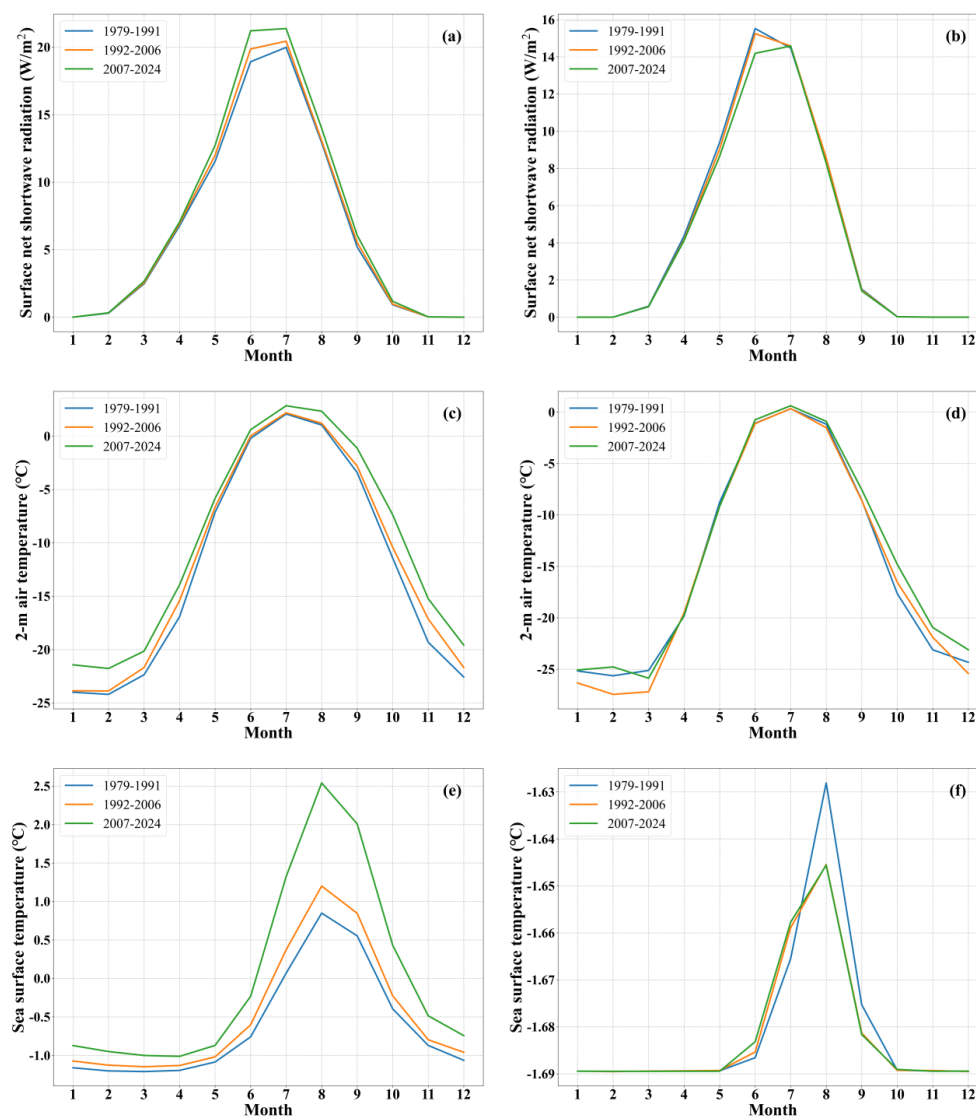 Surface net shortwave radiation (W/m²)
20
15
10
5
0
1979-1991
1992-2006
2007-2024
(a)
1 2 3 4 5 6 7 8 9 10 11 12
Month
Surface net shortwave radiation (W/m²)
16
14
12
10
8
6
4
2
0
1979-1991
1992-2006
2007-2024
(b)
1 2 3 4 5 6 7 8 9 10 11 12
Month
2-m air temperature (℃)
0
-5
-10
-15
-20
-25
1979-1991
1992-2006
2007-2024
(c)
1 2 3 4 5 6 7 8 9 10 11 12
Month
2-m air temperature (℃)
0
-5
-10
-15
-20
-25
1979-1991
1992-2006
2007-2024
(d)
1 2 3 4 5 6 7 8 9 10 11 12
Month
Sea surface temperature (℃)
2.5
2.0
1.5
1.0
0.5
0.0
-0.5
-1.0
1979-1991
1992-2006
2007-2024
(e)
1 2 3 4 5 6 7 8 9 10 11 12
Month
Sea surface temperature (℃)
-1.63
-1.64
-1.65
-1.66
-1.67
-1.68
-1.69
1979-1991
1992-2006
2007-2024
(f)
1 2 3 4 5 6 7 8 9 10 11 12
Month